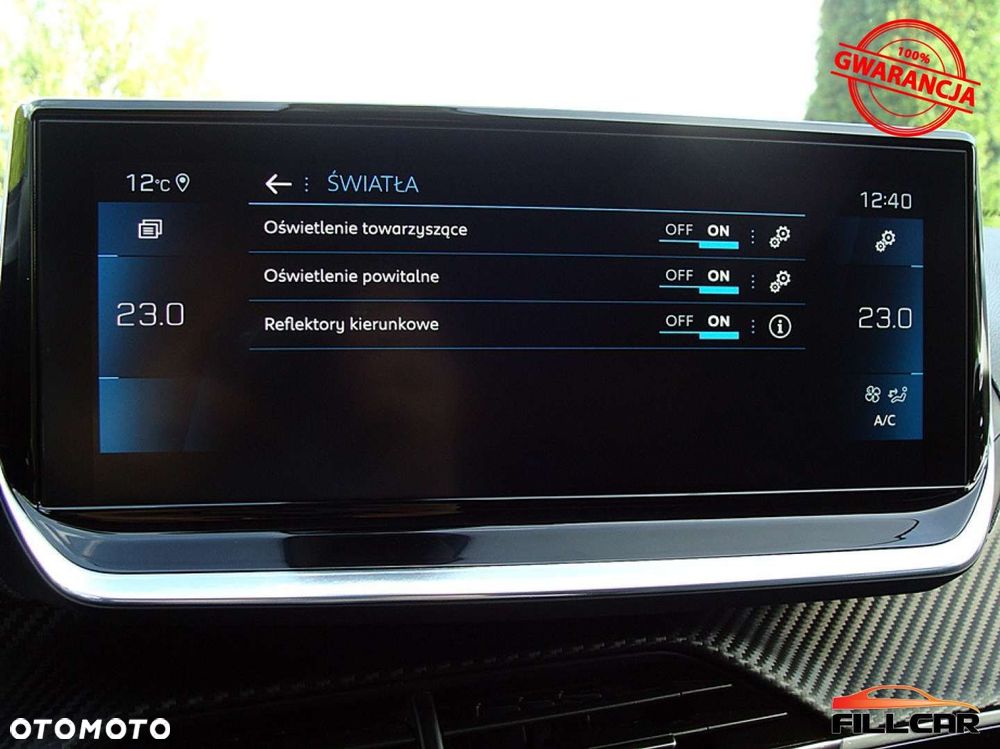 100%
GWARANCJA
12°C
ŚWIATŁA
12:40
Oświetlenie towarzyszące OFF ON
Oświetlenie powitalne OFF ON
23.0
23.0
Reflektory kierunkowe OFF ON
A/C
OTOMOTO
FILLCAR